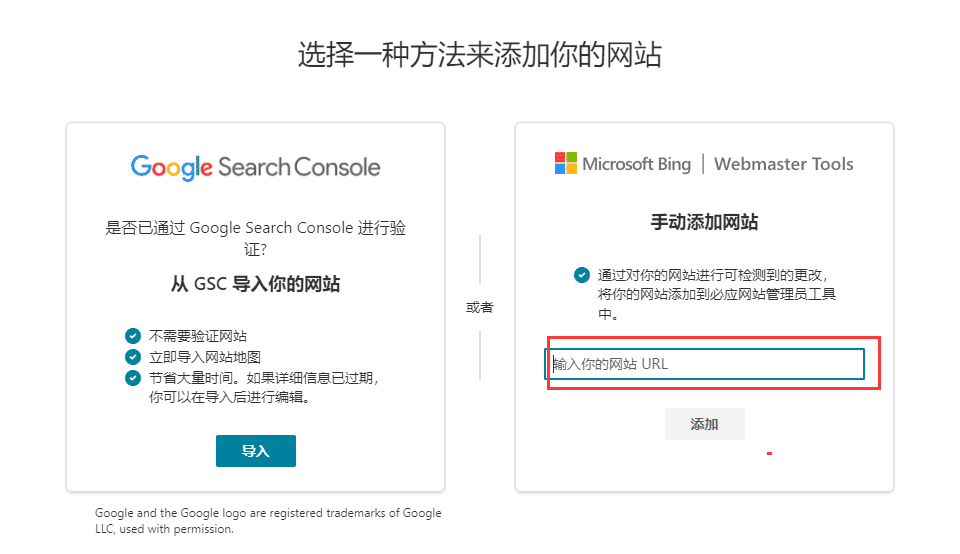 选择一种方法来添加你的网站
Google Search Console
是否已通过 Google Search Console 进行验
证?
从 GSC 导入你的网站
不需要验证网站
立即导入网站地图
节省大量时间。如果详细信息已过期，
你可以在导入后进行编辑。
导入
Google and the Google logo are registered trademarks of Google
LLC, used with permission.
或者
Microsoft Bing | Webmaster Tools
手动添加网站
通过对你的网站进行可检测到的更改，
将你的网站添加到必应网站管理员工具
中。
输入你的网站 URL
添加